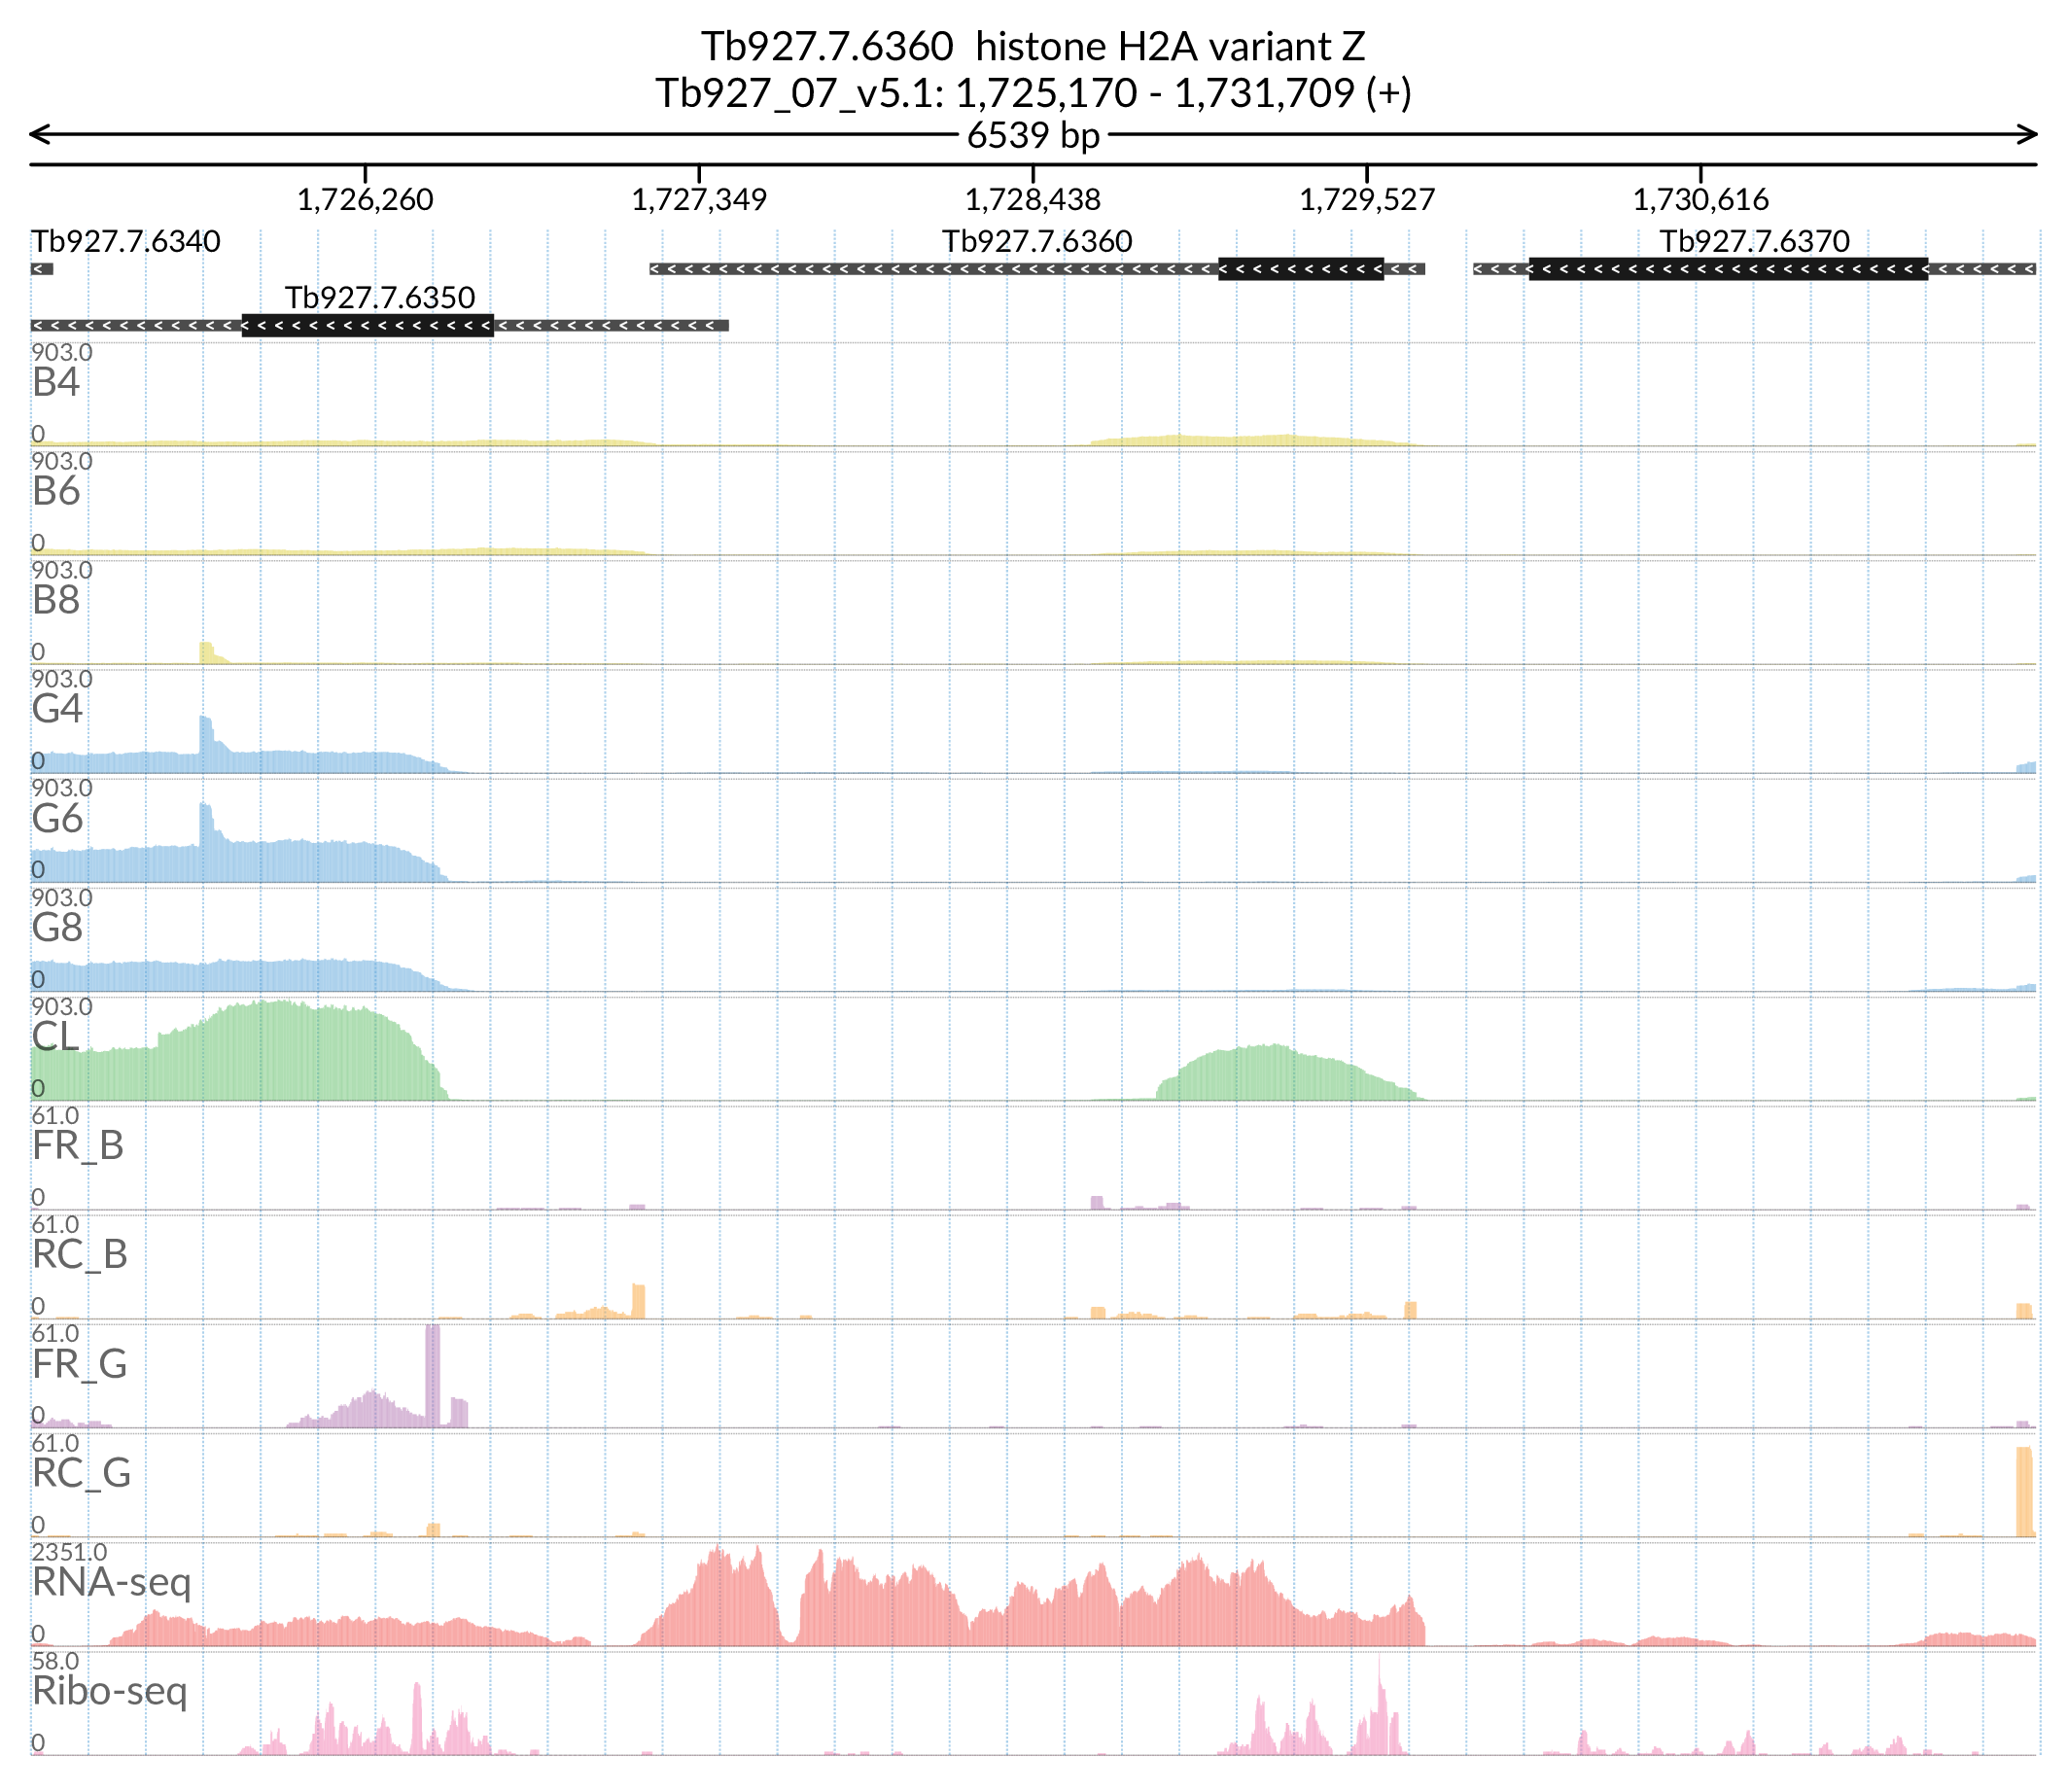 Tb927.7.6360 histone H2A variant Z
Tb927_07_v5.1: 1,725,170 - 1,731,709 (+)
6539 bp
1,726,260 1,727,349 1,728,438 1,729,527 1,730,616
Tb927.7.6340 Tb927.7.6360 Tb927.7.6370
Tb927.7.6350
903.0
B4
0
903.0
B6
0
903.0
B8
0
903.0
G4
0
903.0
G6
0
903.0
G8
0
903.0
CL
0
61.0
FR_B
0
61.0
RC_B
0
61.0
FR_G
0
61.0
RC_G
0
2351.0
RNA-seq
0
58.0
Ribo-seq
0